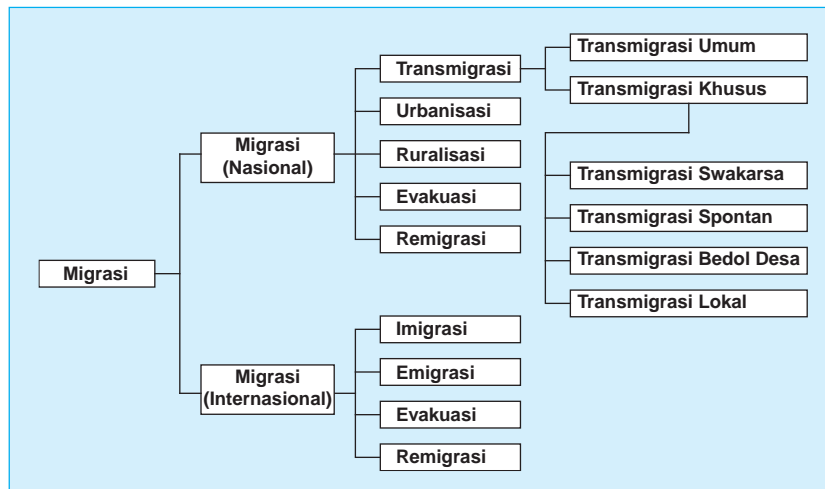 Migrasi
Migrasi
(Nasional)
Transmigrasi
Urbanisasi
Ruralisasi
Evakuasi
Remigrasi
Transmigrasi Umum
Transmigrasi Khusus
Transmigrasi Swakarsa
Transmigrasi Spontan
Transmigrasi Bedol Desa
Transmigrasi Lokal
Migrasi
(Internasional)
Imigrasi
Emigrasi
Evakuasi
Remigrasi